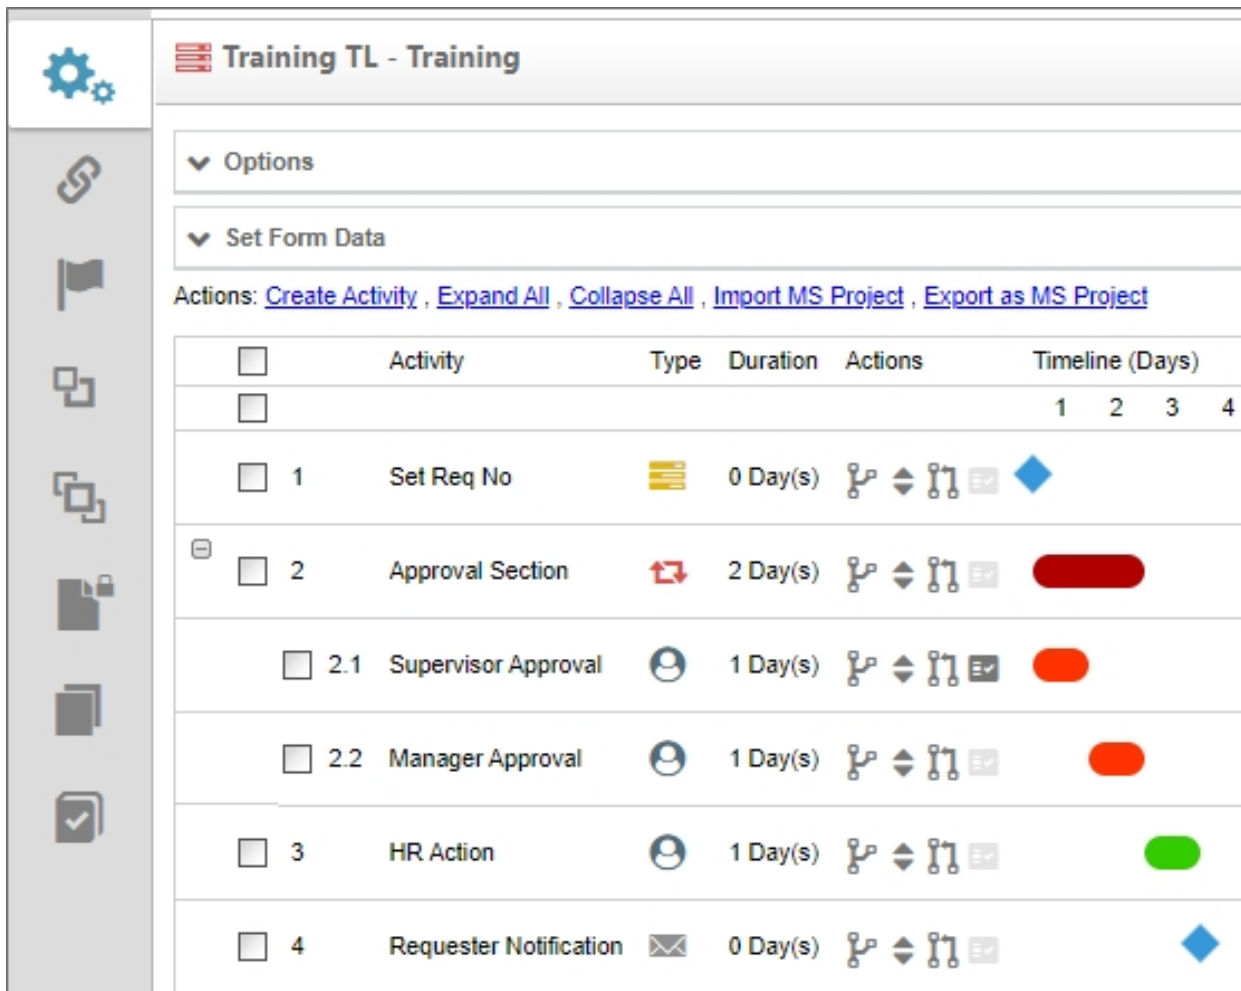 Training TL - Training
Options
Set Form Data
Actions: Create Activity , Expand All , Collapse All , Import MS Project , Export as MS Project
Activity Type Duration Actions Timeline (Days)
1 2 3 4
1 Set Req No 0 Day(s)
2 Approval Section 2 Day(s)
2.1 Supervisor Approval 1 Day(s)
2.2 Manager Approval 1 Day(s)
3 HR Action 1 Day(s)
4 Requester Notification 0 Day(s)